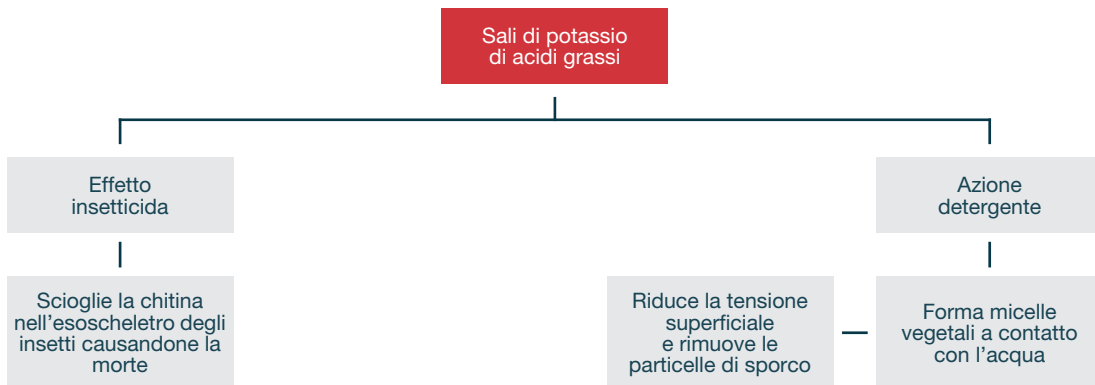 Sali di potassio
di acidi grassi
Effetto
insetticida
Azione
detergente
Scioglie la chitina
nell’esoscheletro degli
insetti causandone la
morte
Riduce la tensione
superficiale
e rimuove le
particelle di sporco
Forma micelle
vegetali a contatto
con l’acqua